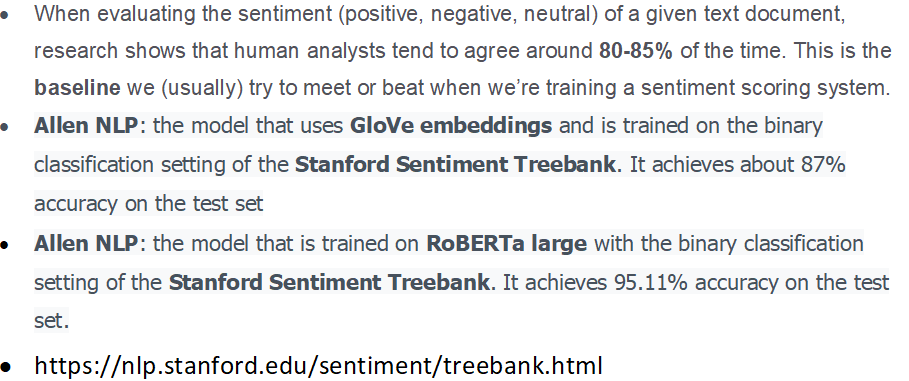 • When evaluating the sentiment (positive, negative, neutral) of a given text document,
research shows that human analysts tend to agree around 80-85% of the time. This is the
baseline we (usually) try to meet or beat when we’re training a sentiment scoring system.
• Allen NLP: the model that uses GloVe embeddings and is trained on the binary
classification setting of the Stanford Sentiment Treebank. It achieves about 87%
accuracy on the test set
• Allen NLP: the model that is trained on RoBERTa large with the binary classification
setting of the Stanford Sentiment Treebank. It achieves 95.11% accuracy on the test
set.
• https://nlp.stanford.edu/sentiment/treebank.html